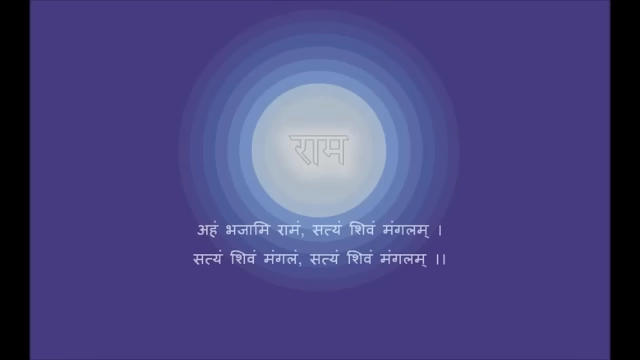 राम
अहं भजामि रामं, सत्यं शिवं मंगलम् ।
सत्यं शिवं मंगलं, सत्यं शिवं मंगलम् ।।